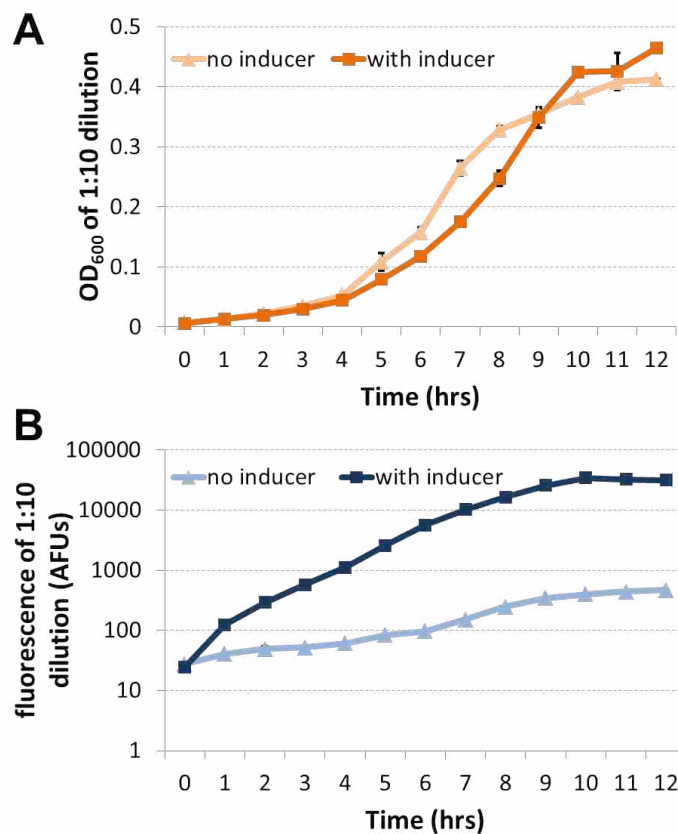 A
OD600 of 1:10 dilution
0.5
0.4
0.3
0.2
0.1
0
no inducer
with inducer
0 1 2 3 4 5 6 7 8 9 10 11 12
Time (hrs)
B
fluorescence of 1:10
dilution (AFUs)
100000
10000
1000
100
10
1
no inducer
with inducer
0 1 2 3 4 5 6 7 8 9 10 11 12
Time (hrs)